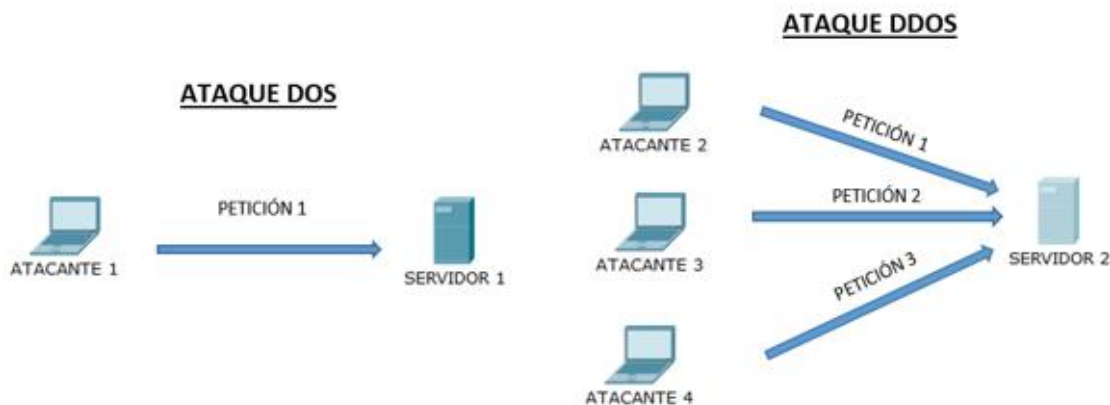 ATAQUE DOS
PETICIÓN 1
ATACANTE 1
SERVIDOR 1
ATAQUE DDOS
ATACANTE 2
PETICIÓN 1
PETICIÓN 2
ATACANTE 3
SERVIDOR 2
PETICIÓN 3
ATACANTE 4